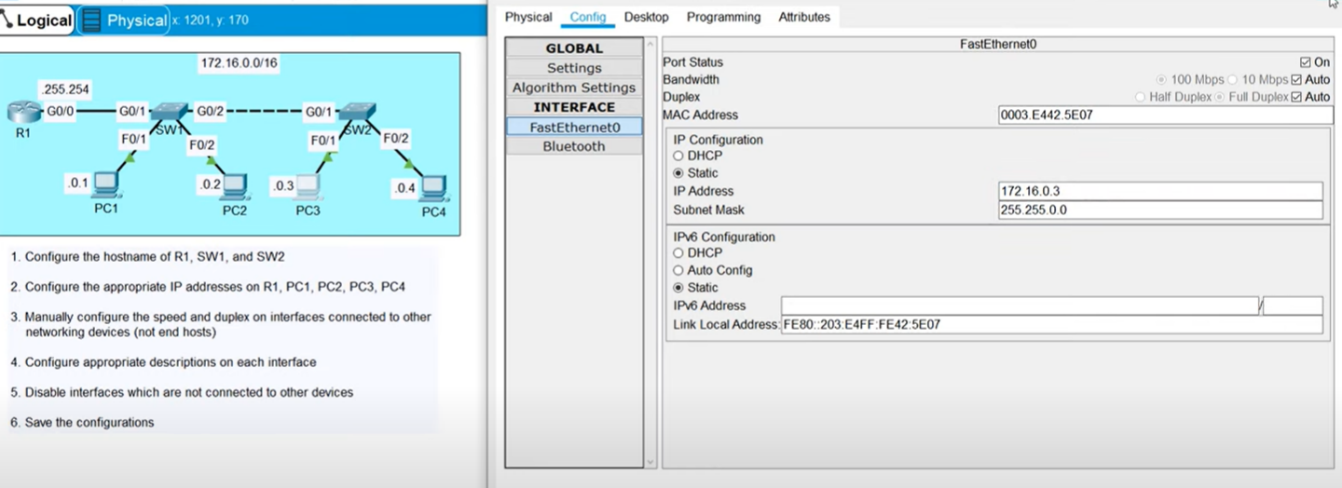 Logical
Physical x: 1201, y: 170
172.16.0.0/16
.255.254
G0/0
G0/1
G0/2
G0/1
R1
SW1
SW2
F0/1
F0/2
F0/1
F0/2
.0.1
.0.2
.0.3
.0.4
PC1
PC2
PC3
PC4
1. Configure the hostname of R1, SW1, and SW2
2. Configure the appropriate IP addresses on R1, PC1, PC2, PC3, PC4
3. Manually configure the speed and duplex on interfaces connected to other
networking devices (not end hosts)
4. Configure appropriate descriptions on each interface
5. Disable interfaces which are not connected to other devices
6. Save the configurations
Physical Config Desktop Programming Attributes
GLOBAL
Settings
Algorithm Settings
INTERFACE
FastEthernet0
Bluetooth
FastEthernet0
Port Status On
Bandwidth 100 Mbps 10 Mbps Auto
Duplex Half Duplex Full Duplex Auto
MAC Address 0003.E442.5E07
IP Configuration
DHCP
Static
IP Address 172.16.0.3
Subnet Mask 255.255.0.0
IPv6 Configuration
DHCP
Auto Config
Static
IPv6 Address /
Link Local Address: FE80::203:E4FF:FE42:5E07